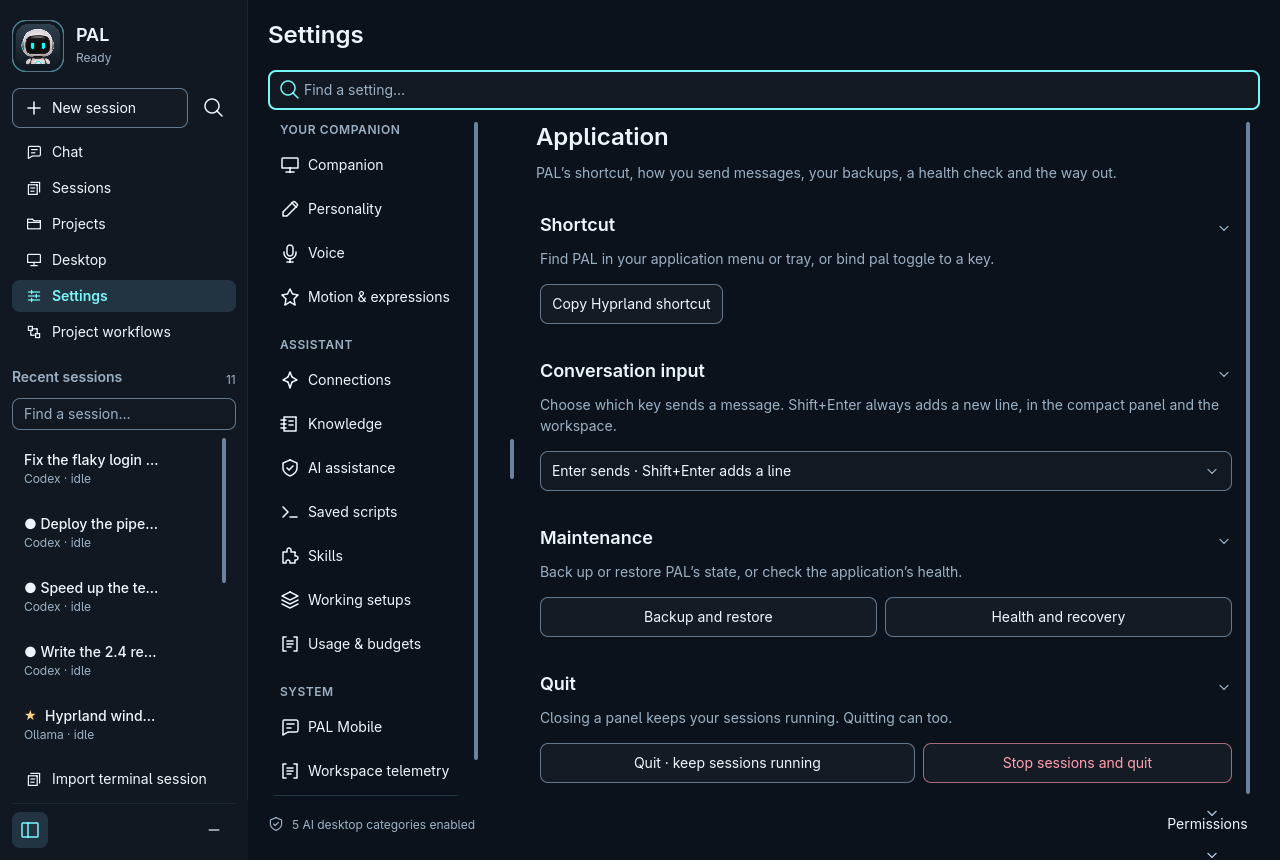 PAL
Ready
New session
Chat
Sessions
Projects
Desktop
Settings
Project workflows
Recent sessions 11
Find a session...
Fix the flaky login ...
Codex · idle
Deploy the pipe...
Codex · idle
Speed up the te...
Codex · idle
Write the 2.4 re...
Codex · idle
Hyprland wind...
Ollama · idle
Import terminal session
Settings
Find a setting...
YOUR COMPANION
Companion
Personality
Voice
Motion & expressions
ASSISTANT
Connections
Knowledge
AI assistance
Saved scripts
Skills
Working setups
Usage & budgets
SYSTEM
PAL Mobile
Workspace telemetry
Application
PAL's shortcut, how you send messages, your backups, a health check and the way out.
Shortcut
Find PAL in your application menu or tray, or bind pal toggle to a key.
Copy Hyprland shortcut
Conversation input
Choose which key sends a message. Shift+Enter always adds a new line, in the compact panel and the
workspace.
Enter sends · Shift+Enter adds a line
Maintenance
Back up or restore PAL's state, or check the application's health.
Backup and restore
Health and recovery
Quit
Closing a panel keeps your sessions running. Quitting can too.
Quit · keep sessions running
Stop sessions and quit
5 AI desktop categories enabled
Permissions